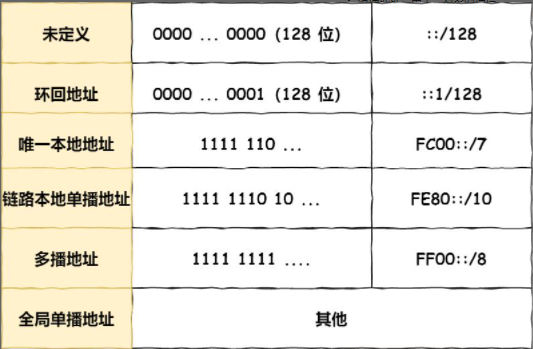 未定义 0000 ... 0000 (128 位) ::/128
环回地址 0000 ... 0001 (128 位) ::1/128
唯一本地地址 1111 110 ... FC00::/7
链路本地单播地址 1111 1110 10 ... FE80::/10
多播地址 1111 1111 .... FF00::/8
全局单播地址 其他